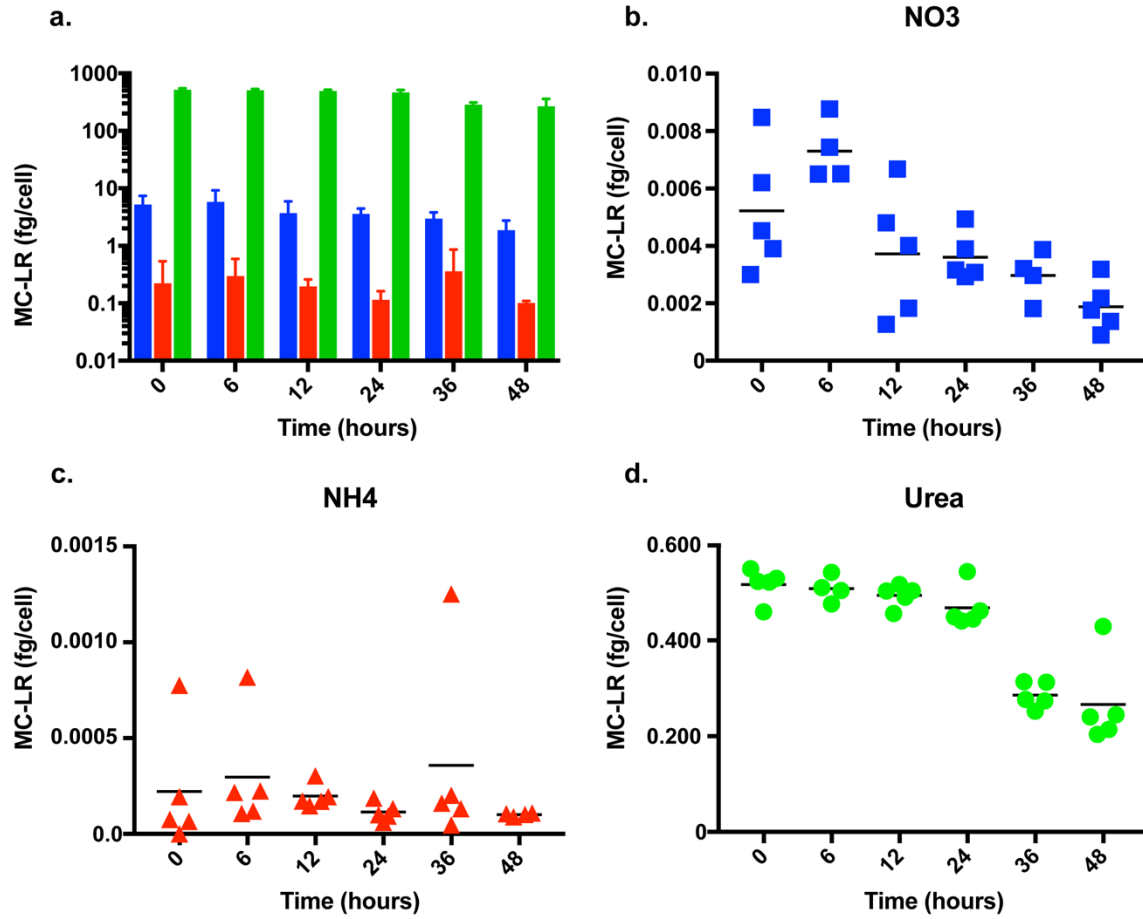 a.
1000
100
10
1
0.1
0.01
MC-LR (fg/cell)
0 6 12 24 36 48
Time (hours)
b.
NO3
0.010
0.008
0.006
0.004
0.002
0
MC-LR (fg/cell)
0 6 12 24 36 48
Time (hours)
c.
NH4
0.0015
0.0010
0.0005
0.0
MC-LR (fg/cell)
0 6 12 24 36 48
Time (hours)
d.
Urea
0.600
0.400
0.200
0
MC-LR (fg/cell)
0 6 12 24 36 48
Time (hours)